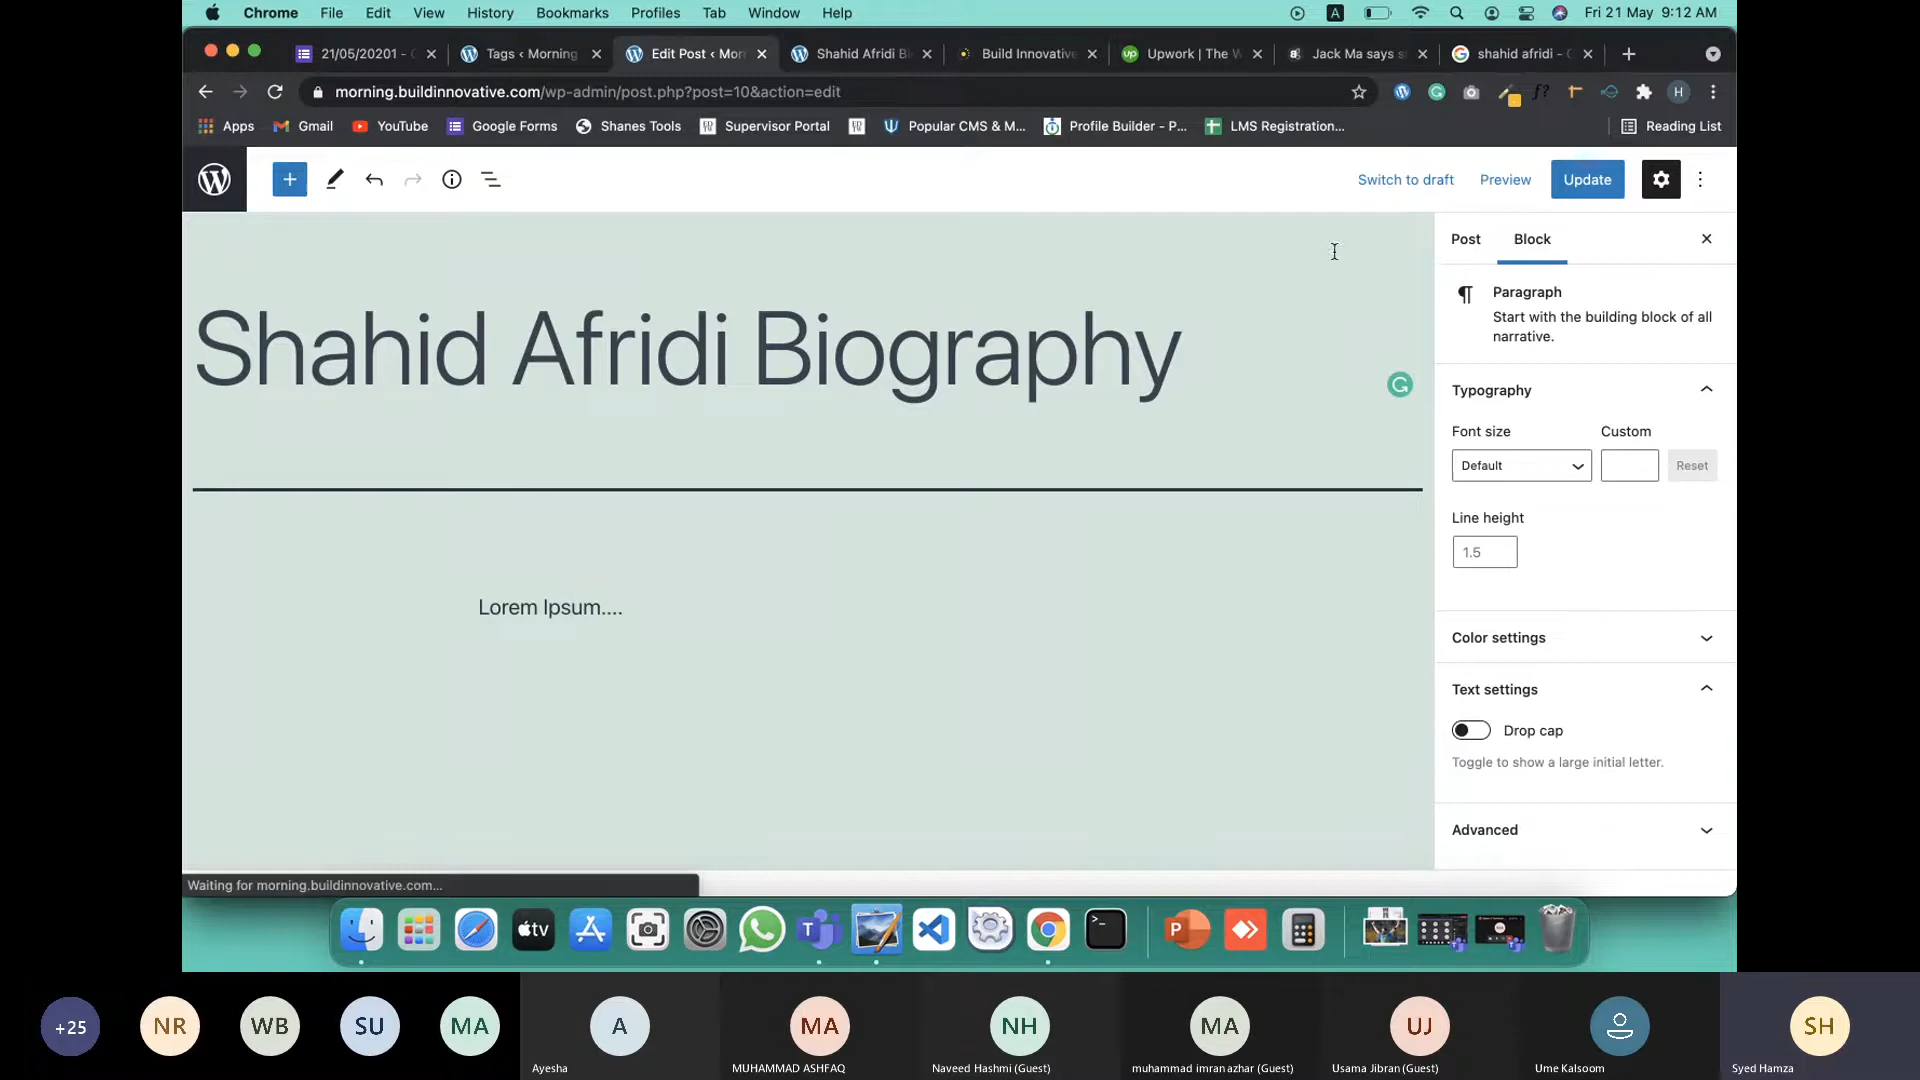 Chrome File Edit View History Bookmarks Profiles Tab Window Help
A
Fri 21 May 9:12 AM
21/05/20201 -
Tags ‹ Morning
Edit Post ‹ Mor
Shahid Afridi Bi
Build Innovative
Upwork | The W
Jack Ma says s
shahid afridi -
morning.buildinnovative.com/wp-admin/post.php?post=10&action=edit
f?
H
Apps
Gmail
YouTube
Google Forms
Shanes Tools
Supervisor Portal
Popular CMS & M...
Profile Builder - P...
LMS Registration...
Reading List
Switch to draft
Preview
Update
Post
Block
Paragraph
Start with the building block of all
narrative.
Shahid Afridi Biography
Typography
Font size
Custom
Default
Reset
Line height
1.5
Lorem Ipsum....
Color settings
Text settings
Drop cap
Toggle to show a large initial letter.
Advanced
Waiting for morning.buildinnovative.com...
tv
+25
NR
WB
SU
MA
A
MA
NH
MA
UJ
SH
Ayesha
MUHAMMAD ASHFAQ
Naveed Hashmi (Guest)
muhammad imran azhar (Guest)
Usama Jibran (Guest)
Ume Kalsoom
Syed Hamza